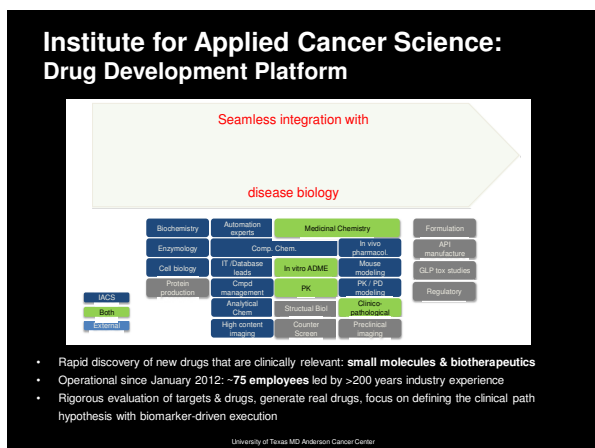 Institute for Applied Cancer Science:
Drug Development Platform
Seamless integration with
disease biology
Biochemistry
Automation
experts
Medicinal Chemistry
Formulation
Enzymology
Comp. Chem.
In vivo
pharmacol.
API
manufacture
Cell biology
IT /Database
leads
In vitro ADME
Mouse
modeling
GLP tox studies
Protein
production
Cmpd
management
PK
PK / PD
modeling
Regulatory
IACS
Analytical
Chem
Structual Biol
Clinico-
pathological
Both
External
High content
imaging
Counter
Screen
Preclinical
imaging
• Rapid discovery of new drugs that are clinically relevant: small molecules & biotherapeutics
• Operational since January 2012: ~75 employees led by >200 years industry experience
• Rigorous evaluation of targets & drugs, generate real drugs, focus on defining the clinical path
hypothesis with biomarker-driven execution
University of Texas MD Anderson Cancer Center